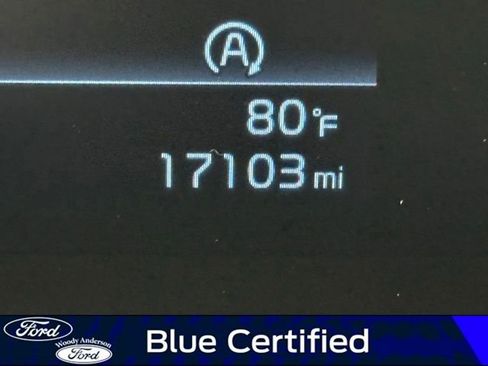 A
80°F
17103 mi
Ford
Woody Anderson
Ford
Blue Certified